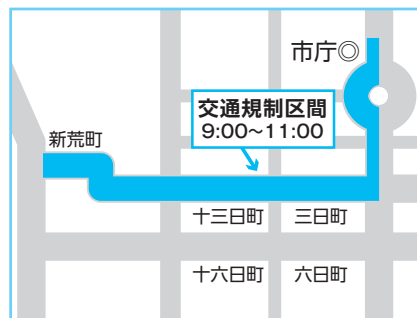 市庁◎
交通規制区間
9:00~11:00
新荒町
十三日町
三日町
十六日町
六日町